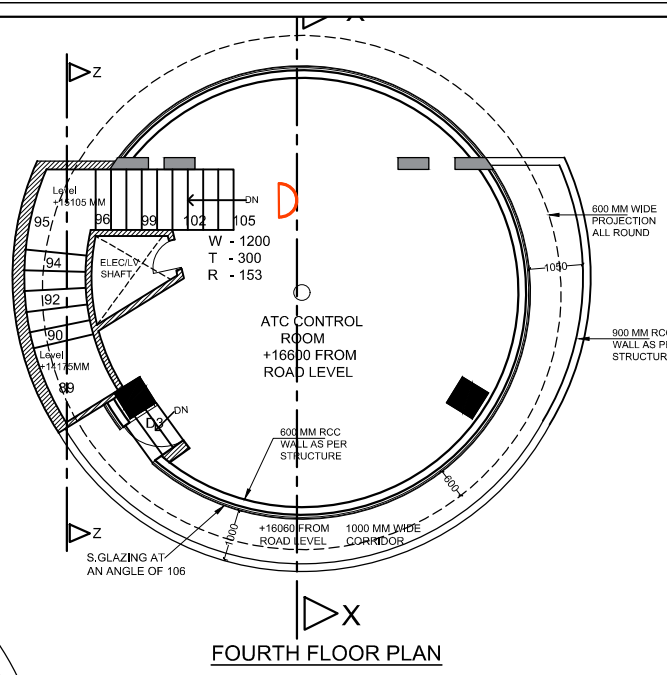 X
Z
Level
+15105 MM
95
96
99
102
105
DN
W - 1200
T - 300
R - 153
600 MM WIDE
PROJECTION
ALL ROUND
94
ELEC/LV
SHAFT
1050
92
ATC CONTROL
ROOM
+16600 FROM
ROAD LEVEL
90
Level
+14175MM
89
900 MM RCC
WALL AS PE
STRUCTUR
DN
D3
600 MM RCC
WALL AS PER
STRUCTURE
600
1000
+16060 FROM
ROAD LEVEL
1000 MM WIDE
CORRIDOR
Z
S.GLAZING AT
AN ANGLE OF 106
X
FOURTH FLOOR PLAN